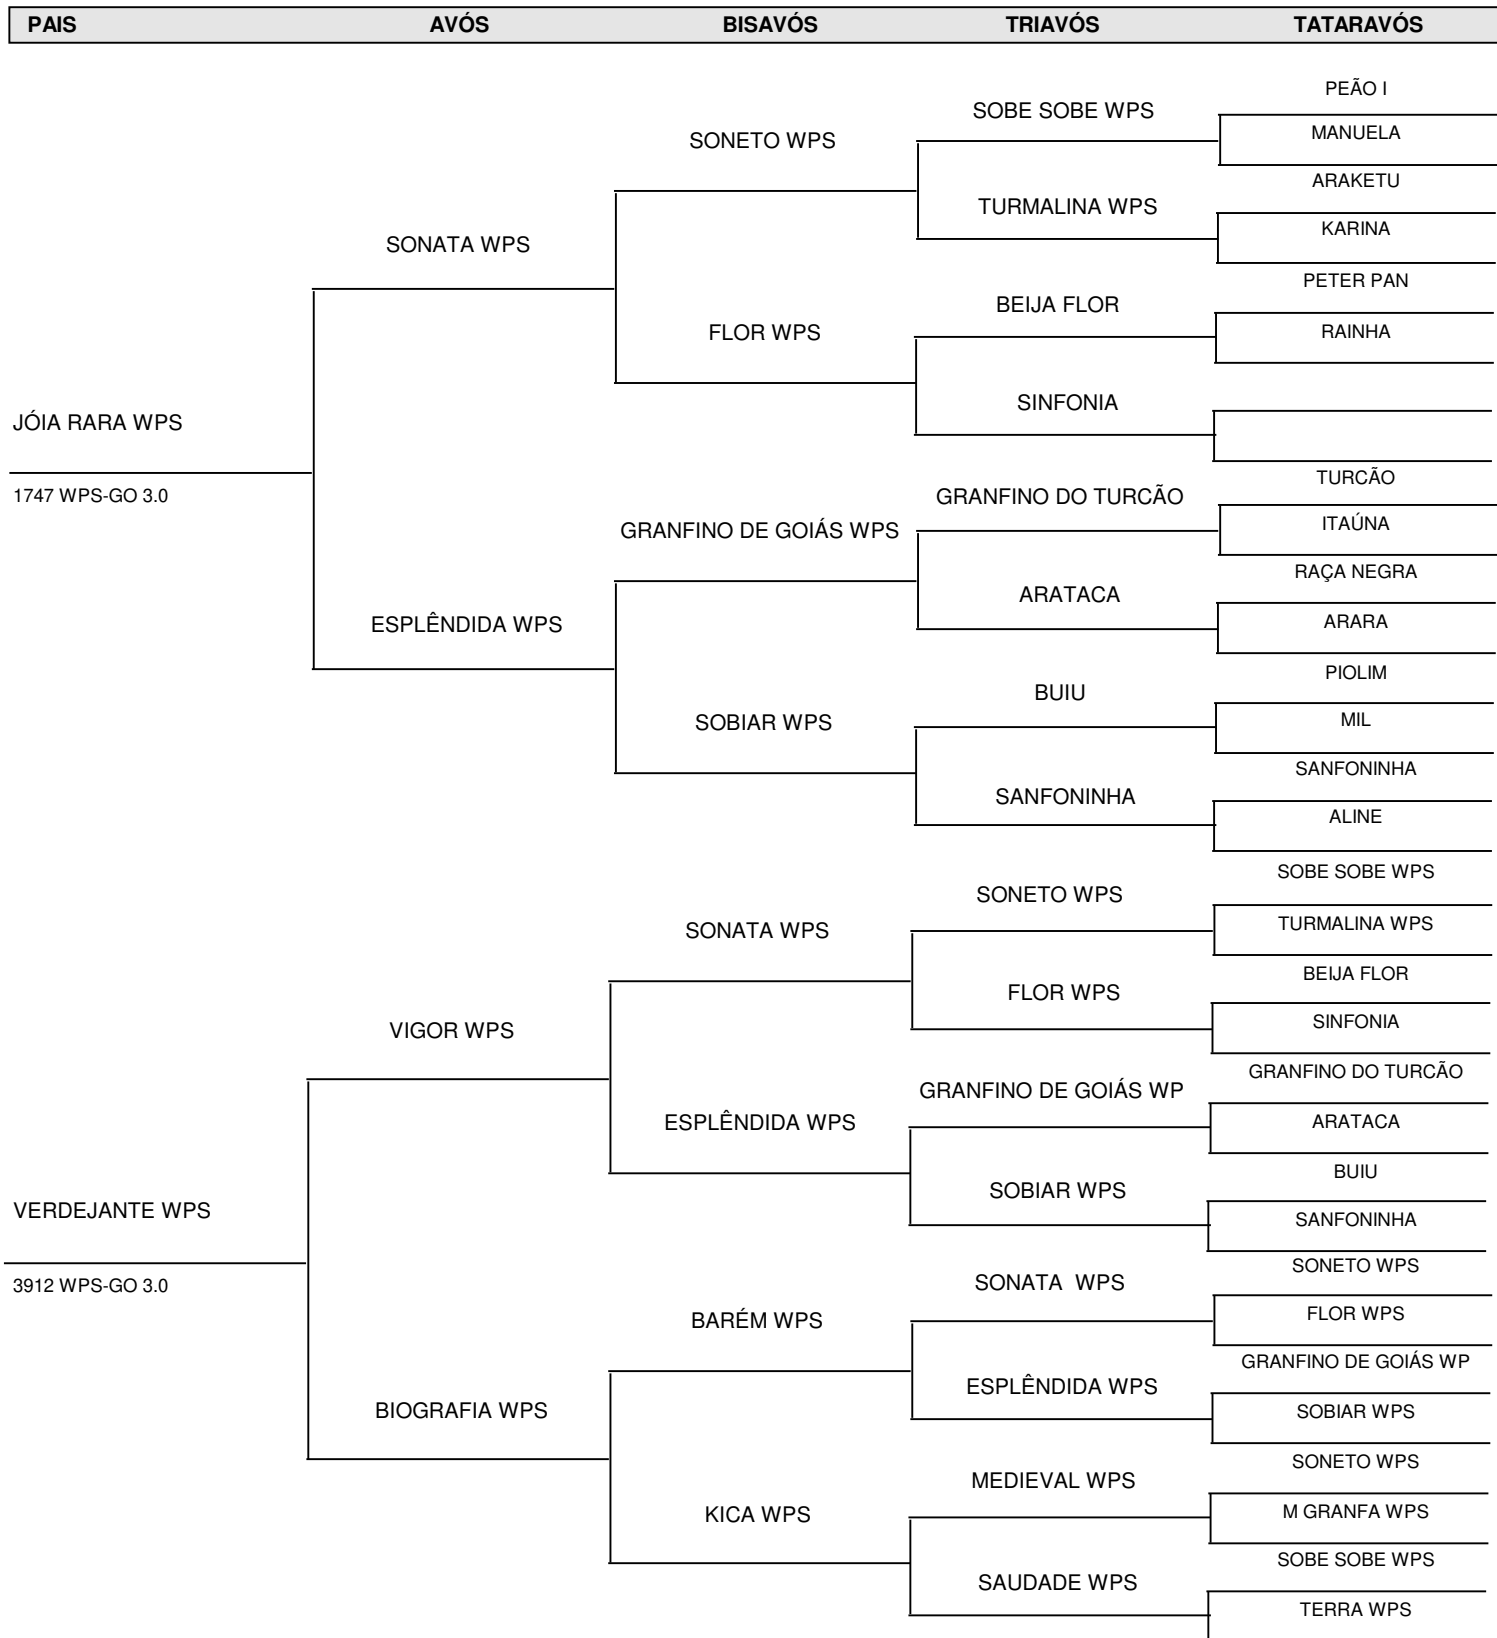 PAIS AVÓS BISAVÓS TRIAVÓS TATARAVÓS
PEÃO I
SOBE SOBE WPS
MANUELA
SONETO WPS
ARAKETU
TURMALINA WPS
KARINA
SONATA WPS
PETER PAN
BEIJA FLOR
RAINHA
FLOR WPS
SINFONIA
JÓIA RARA WPS
1747 WPS-GO 3.0
TURCÃO
GRANFINO DO TURCÃO
ITAÚNA
GRANFINO DE GOIÁS WPS
RAÇA NEGRA
ARATACA
ARARA
ESPLÊNDIDA WPS
PIOLIM
BUIU
MIL
SOBIAR WPS
SANFONINHA
SANFONINHA
ALINE
SOBE SOBE WPS
SONETO WPS
TURMALINA WPS
SONATA WPS
BEIJA FLOR
FLOR WPS
SINFONIA
VIGOR WPS
GRANFINO DO TURCÃO
GRANFINO DE GOIÁS WP
ARATACA
ESPLÊNDIDA WPS
BUIU
SOBIAR WPS
SANFONINHA
VERDEJANTE WPS
3912 WPS-GO 3.0
SONETO WPS
SONATA WPS
FLOR WPS
BARÉM WPS
GRANFINO DE GOIÁS WP
ESPLÊNDIDA WPS
SOBIAR WPS
BIOGRAFIA WPS
SONETO WPS
MEDIEVAL WPS
M GRANFA WPS
KICA WPS
SOBE SOBE WPS
SAUDADE WPS
TERRA WPS